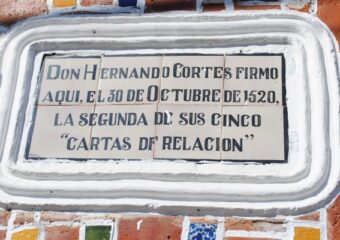 DON HERNANDO CORTES FIRMO
AQUI, EL 30 DE OCTUBRE DE 1520,
LA SEGUNDA DE SUS CINCO
"CARTAS DE RELACION"